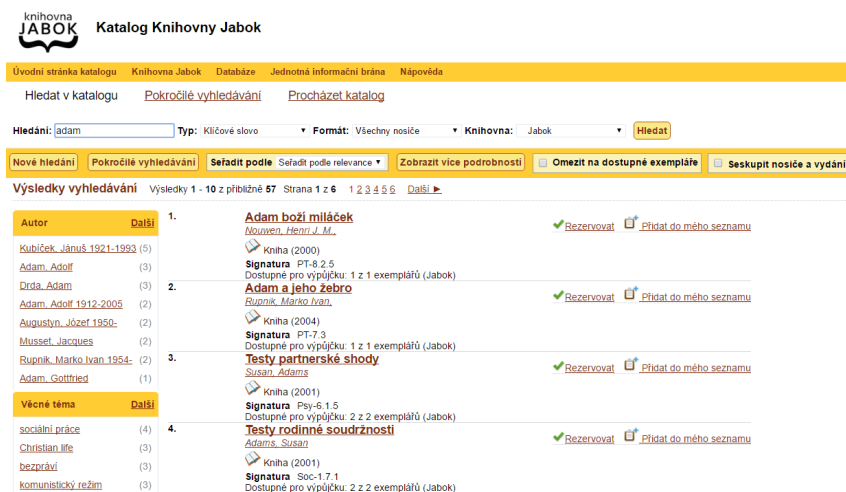 knihovna
JABOK
Katalog Knihovny Jabok
Úvodní stránka katalogu Knihovna Jabok Databáze Jednotná informační brána Nápověda
Hledat v katalogu Pokročilé vyhledávání Procházet katalog
Hledání: adam Typ: Klíčové slovo Formát: Všechny nosiče Knihovna: Jabok Hledat
Nové hledání Pokročilé vyhledávání Seřadit podle Seřadit podle relevance Zobrazit více podrobností Omezit na dostupné exempláře Seskupit nosiče a vydání
Výsledky vyhledávání Výsledky 1 - 10 z přibližně 57 Strana 1 z 6 1 2 3 4 5 6 Další ►
Autor Další
Kubíček, Jánuš 1921-1993 (5)
Adam, Adolf (3)
Drda, Adam (3)
Adam, Adolf 1912-2005 (2)
Augustyn, Józef 1950- (2)
Musset, Jacques (2)
Rupnik, Marko Ivan 1954- (2)
Adam, Gottfried (1)
Věcné téma Další
sociální práce (4)
Christian life (3)
bezpráví (3)
komunistický režim (3)
1. Adam boží miláček
Nouwen, Henri J. M.,
Kniha (2000)
Signatura PT-8.2.5
Dostupné pro výpůjčku: 1 z 1 exemplářů (Jabok)
Rezervovat Přidat do mého seznamu
2. Adam a jeho žebro
Rupnik, Marko Ivan,
Kniha (2004)
Signatura PT-7.3
Dostupné pro výpůjčku: 1 z 1 exemplářů (Jabok)
Rezervovat Přidat do mého seznamu
3. Testy partnerské shody
Susan, Adams
Kniha (2001)
Signatura Psy-6.1.5
Dostupné pro výpůjčku: 2 z 2 exemplářů (Jabok)
Rezervovat Přidat do mého seznamu
4. Testy rodinné soudržnosti
Adams, Susan
Kniha (2001)
Signatura Soc-1.7.1
Dostupné pro výpůjčku: 2 z 2 exemplářů (Jabok)
Rezervovat Přidat do mého seznamu